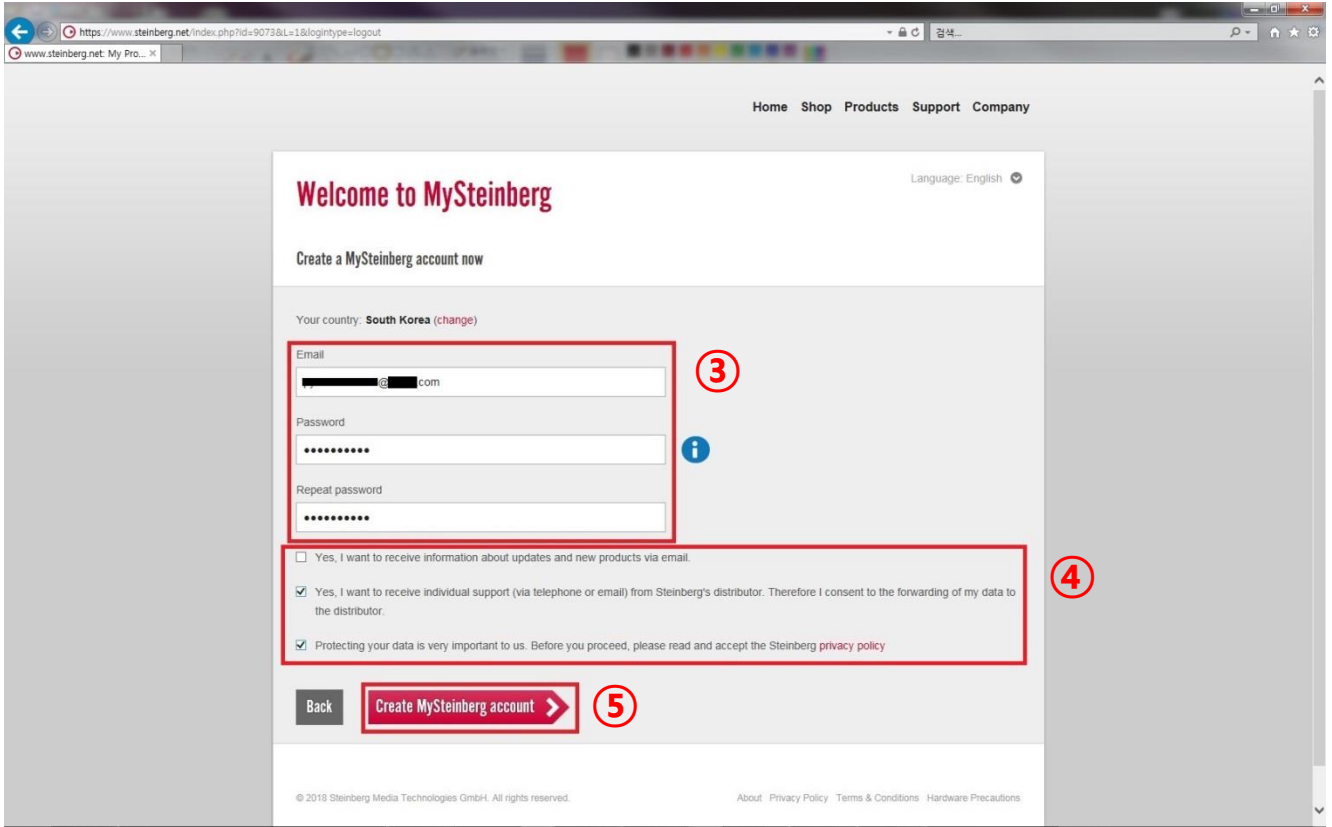 https://www.steinberg.net/index.php?id=9073&L=1&logintype=logout
검색...
www.steinberg.net: My Pro...
Home Shop Products Support Company
Language: English
Welcome to MySteinberg
Create a MySteinberg account now
Your country: South Korea (change)
Email
@ .com
③
Password
••••••••••
Repeat password
••••••••••
Yes, I want to receive information about updates and new products via email.
④
Yes, I want to receive individual support (via telephone or email) from Steinberg's distributor. Therefore I consent to the forwarding of my data to
the distributor.
Protecting your data is very important to us. Before you proceed, please read and accept the Steinberg privacy policy
Back
Create MySteinberg account
⑤
© 2018 Steinberg Media Technologies GmbH. All rights reserved.
About Privacy Policy Terms & Conditions Hardware Precautions